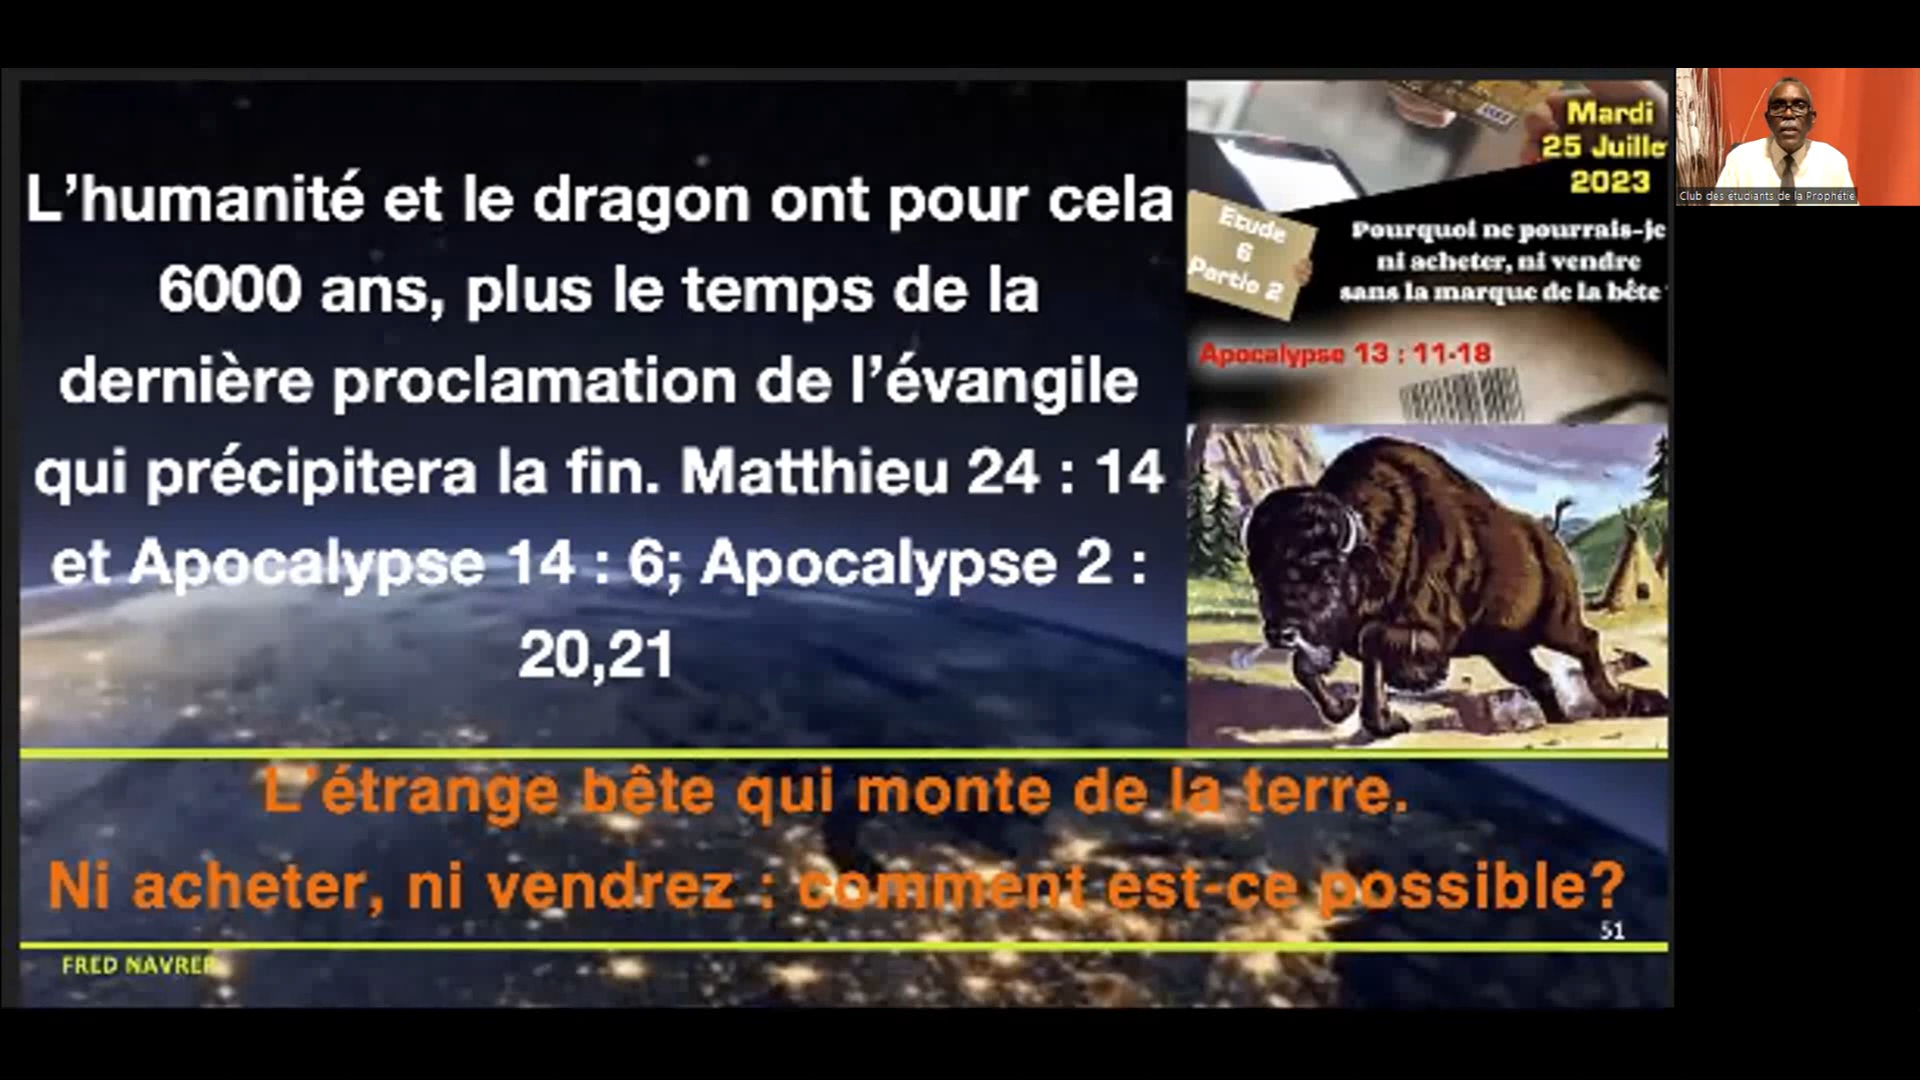 L’humanité et le dragon ont pour cela
6000 ans, plus le temps de la
dernière proclamation de l’évangile
qui précipitera la fin. Matthieu 24 : 14
et Apocalypse 14 : 6; Apocalypse 2 :
20,21
Mardi
25 Juille
2023
Etude
6
Partie 2
Pourquoi ne pourrais-je
ni acheter, ni vendre
sans la marque de la bête
Apocalypse 13 : 11-18
L’étrange bête qui monte de la terre.
Ni acheter, ni vendrez : comment est-ce possible?
51
FRED NAVRER
Club des étudiants de la Prophétie